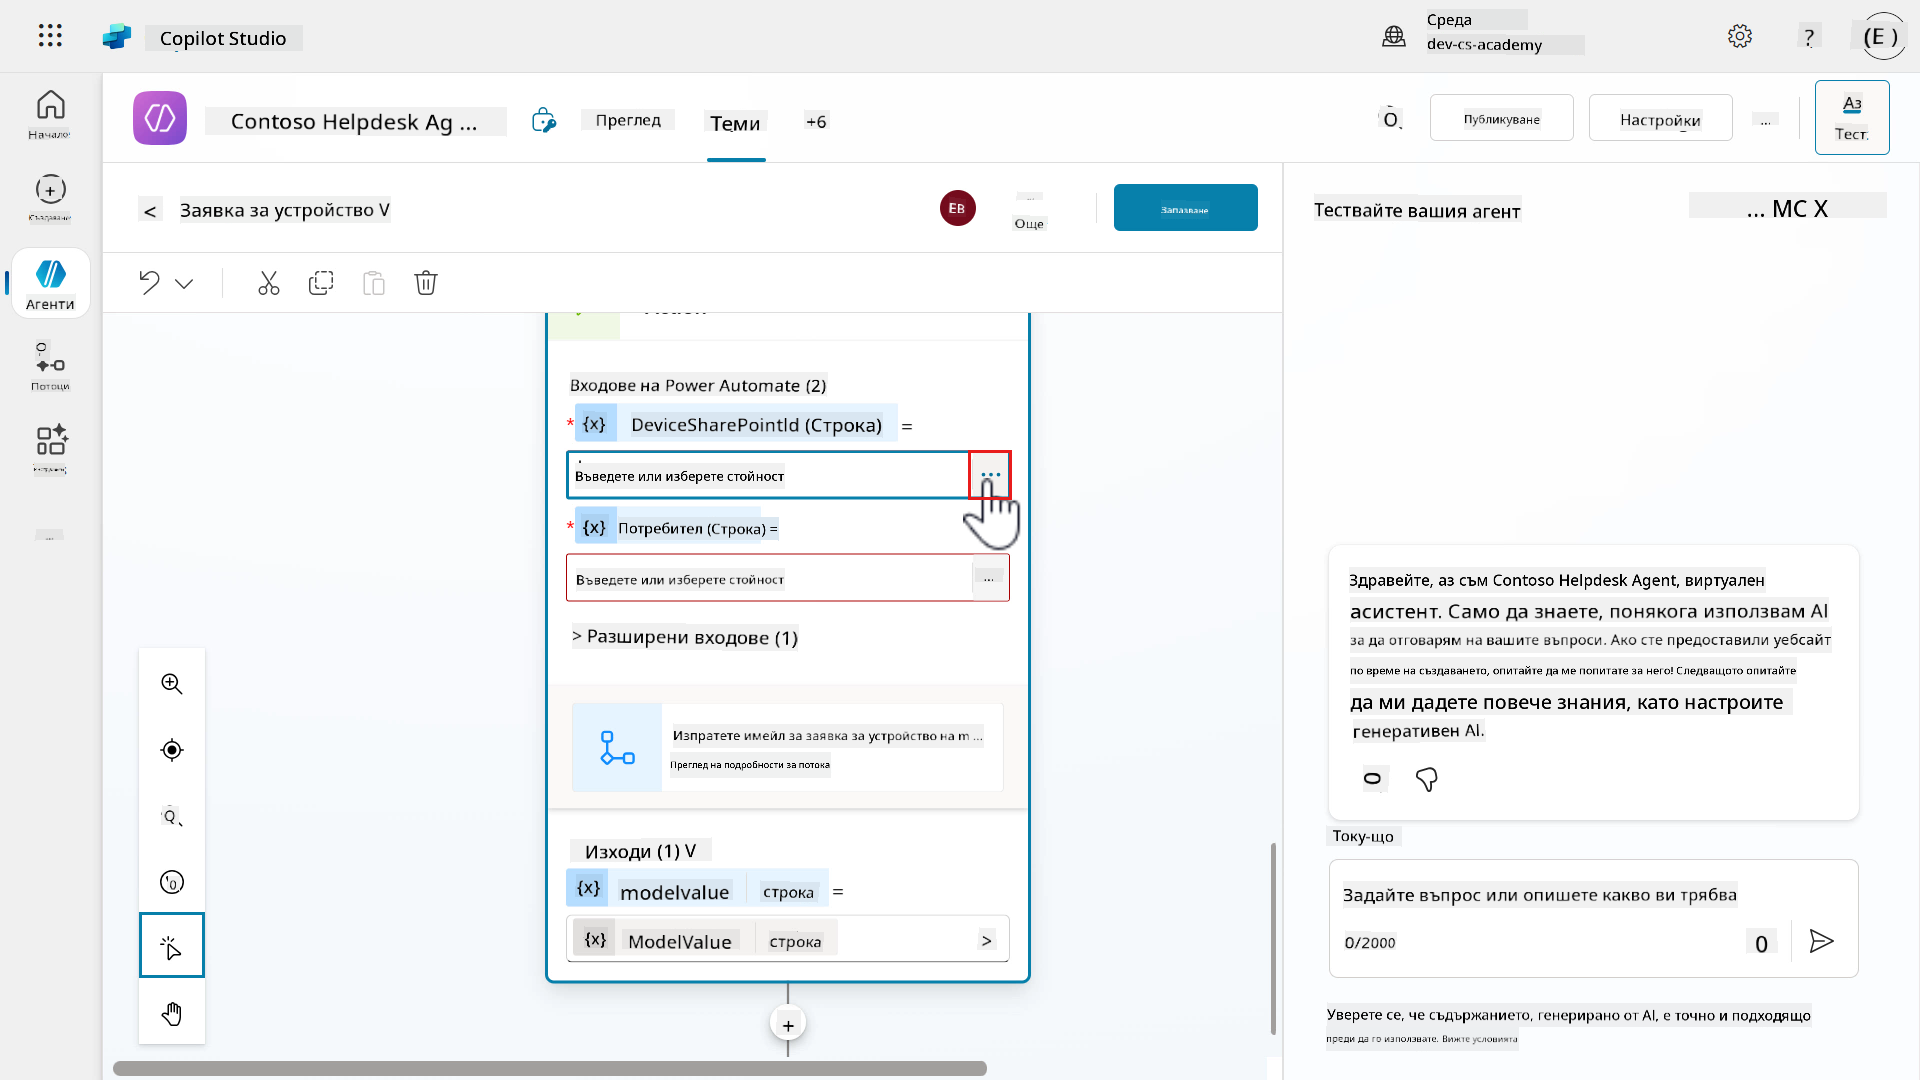 Copilot Studio
Среда
dev-cs-academy
?
(E )
Начало
Създаване
Агенти
Потоци
Contoso Helpdesk Ag ...
Преглед
Теми
+6
Публикуване
Настройки
...
Аз
Тест
< Заявка за устройство V
EB
Още
Запазване
Входове на Power Automate (2)
* {x} DeviceSharePointId (Строка) =
Въведете или изберете стойност ...
* {x} Потребител (Строка) =
Въведете или изберете стойност ...
> Разширени входове (1)
Изпратете имейл за заявка за устройство на m ...
Преглед на подробности за потока
Изходи (1) V
{x} modelvalue строка =
{x} ModelValue строка >
+
Тествайте вашия агент
... MC X
Здравейте, аз съм Contoso Helpdesk Agent, виртуален
асистент. Само да знаете, понякога използвам AI
за да отговарям на вашите въпроси. Ако сте предоставили уебсайт
по време на създаването, опитайте да ме попитате за него! Следващото опитайте
да ми дадете повече знания, като настроите
генеративен AI.
Току-що
Задайте въпрос или опишете какво ви трябва
0/2000
0
Уверете се, че съдържанието, генерирано от AI, е точно и подходящо
преди да го използвате. Вижте условията